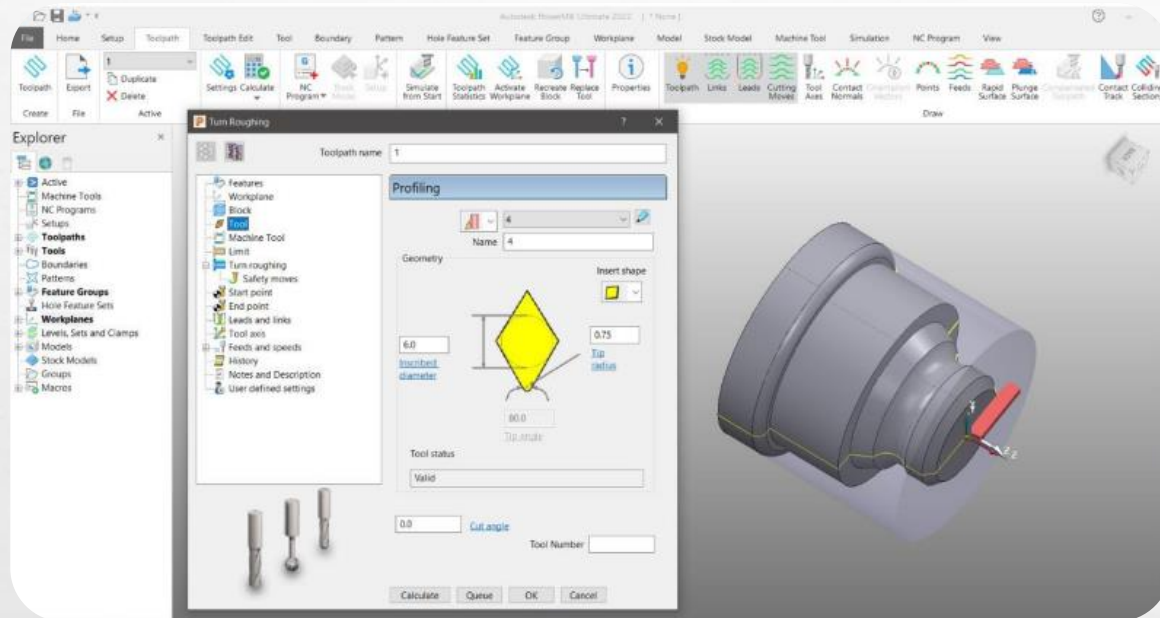 Autodesk PowerMill Ultimate 2022 [ 1 None ]
File Home Setup Toolpath Toolpath Edit Tool Boundary Pattern Hole Feature Set Feature Group Workplane Model Stock Model Machine Tool Simulation NC Program View
1
Duplicate
Delete
Toolpath Export Settings Calculate NC Program Setup Simulate from Start Toolpath Statistics Activate Workplane Recreate Block Replace Tool Properties Toolpath Links Leads Cutting Moves Tool Axes Contact Normals Points Feeds Rapid Surface Plunge Surface Contact Track Colliding Section
Create File Active Draw
Explorer
Active
Machine Tools
NC Programs
Setups
Toolpaths
Tools
Boundaries
Patterns
Feature Groups
Hole Feature Sets
Workplanes
Levels, Sets and Clamps
Models
Stock Models
Groups
Macros
Turn Roughing ?
Toolpath name 1
Features
Workplane
Block
Tool
Machine Tool
Limit
Turn roughing
Safety moves
Start point
End point
Leads and links
Tool axis
Feeds and speeds
History
Notes and Description
User defined settings
Profiling
4
Name 4
Geometry
Insert shape
6.0
Inscribed diameter
0.75
Tip radius
80.0
Tip angle
Tool status
Valid
0.0 Cut angle
Tool Number
Calculate Queue OK Cancel
Z